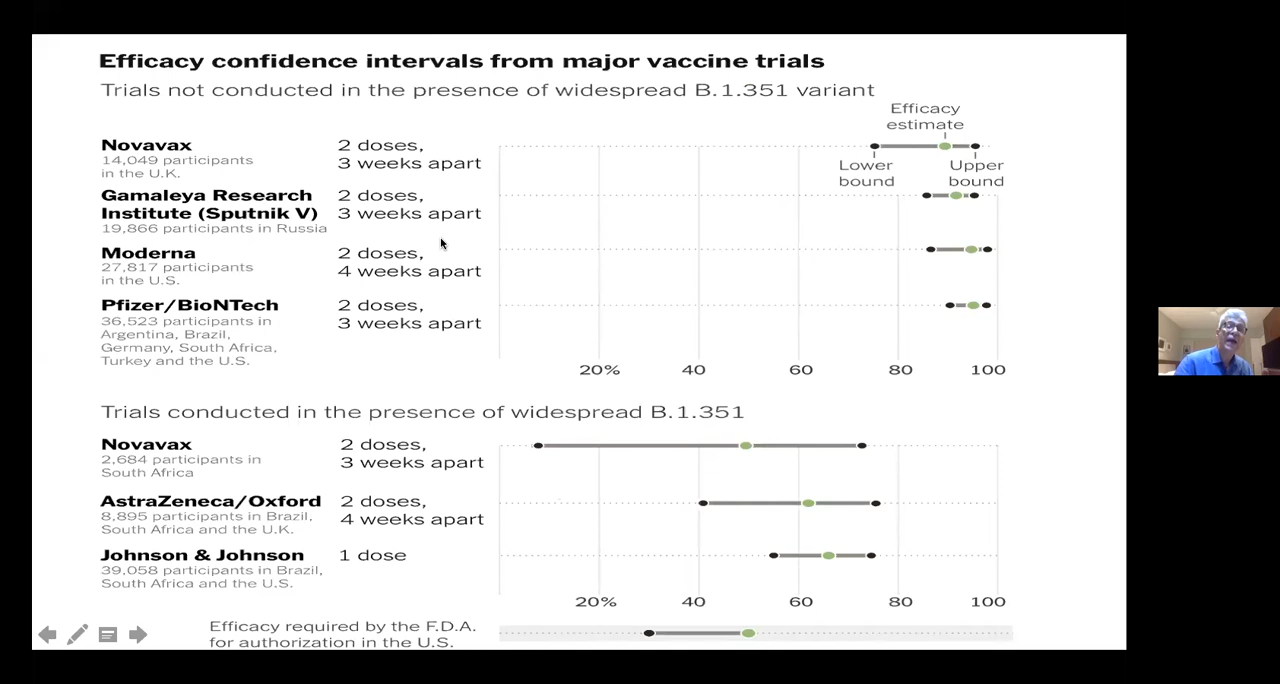 Efficacy confidence intervals from major vaccine trials
Trials not conducted in the presence of widespread B.1.351 variant
Efficacy
estimate
Novavax
14,049 participants
in the U.K.
2 doses,
3 weeks apart
Lower
bound
Upper
bound
Gamaleya Research
Institute (Sputnik V)
19,866 participants in Russia
2 doses,
3 weeks apart
Moderna
27,817 participants
in the U.S.
2 doses,
4 weeks apart
Pfizer/BioNTech
36,523 participants in
Argentina, Brazil,
Germany, South Africa,
Turkey and the U.S.
2 doses,
3 weeks apart
20% 40 60 80 100
Trials conducted in the presence of widespread B.1.351
Novavax
2,684 participants in
South Africa
2 doses,
3 weeks apart
AstraZeneca/Oxford
8,895 participants in Brazil,
South Africa and the U.K.
2 doses,
4 weeks apart
Johnson & Johnson
39,058 participants in Brazil,
South Africa and the U.S.
1 dose
20% 40 60 80 100
Efficacy required by the F.D.A.
for authorization in the U.S.